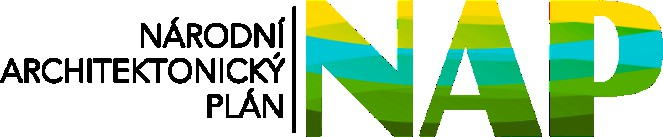 NÁRODNÍ
ARCHITEKTONICKÝ
PLÁN
NAP